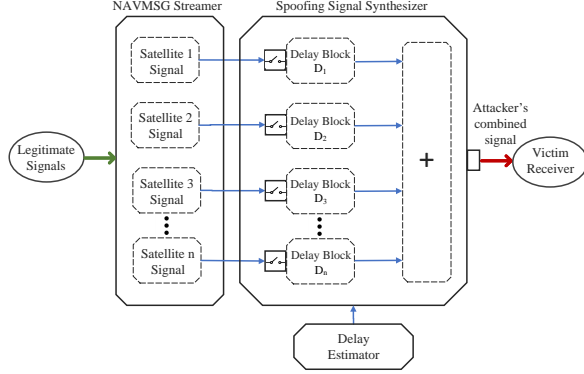 NAVMSG Streamer
Spoofing Signal Synthesizer
Legitimate
Signals
Satellite 1
Signal
Satellite 2
Signal
Satellite 3
Signal
Satellite n
Signal
Delay Block
D1
Delay Block
D2
Delay Block
D3
Delay Block
Dn
+
Attacker's
combined
signal
Victim
Receiver
Delay
Estimator